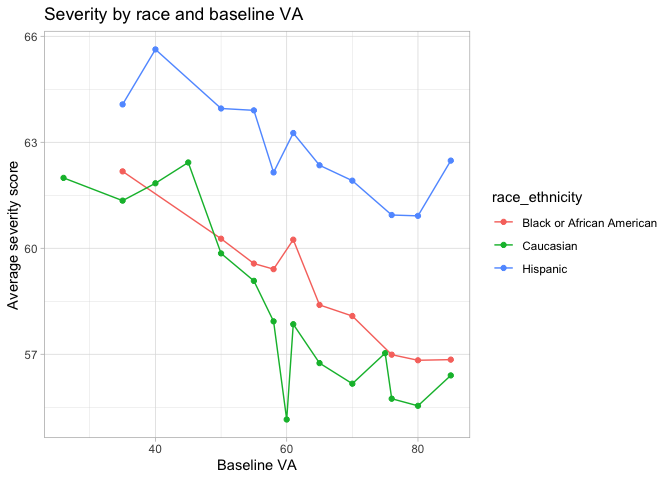 Severity by race and baseline VA
66
63
60
57
Average severity score
40 60 80
Baseline VA
race_ethnicity
Black or African American
Caucasian
Hispanic